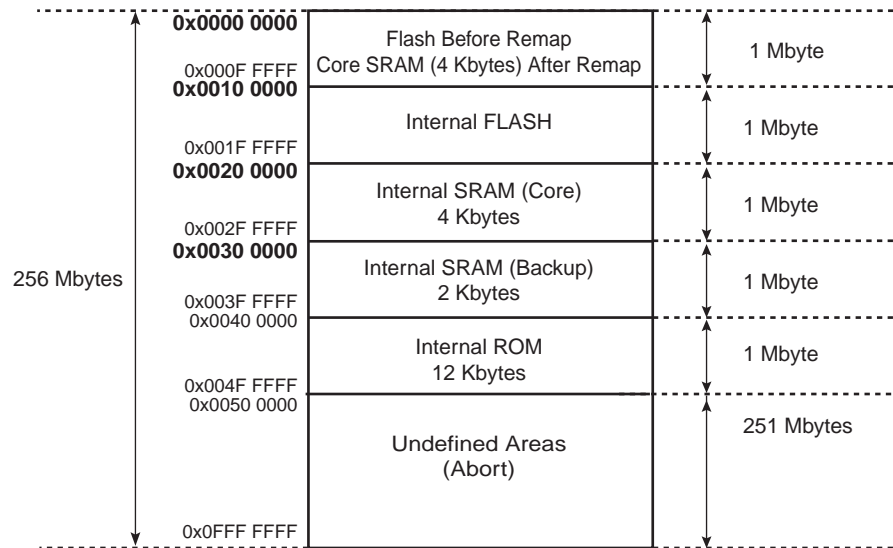 0x0000 0000
Flash Before Remap
Core SRAM (4 Kbytes) After Remap
1 Mbyte
0x000F FFFF
0x0010 0000
Internal FLASH
1 Mbyte
0x001F FFFF
0x0020 0000
Internal SRAM (Core)
4 Kbytes
1 Mbyte
0x002F FFFF
0x0030 0000
256 Mbytes
Internal SRAM (Backup)
2 Kbytes
1 Mbyte
0x003F FFFF
0x0040 0000
Internal ROM
12 Kbytes
1 Mbyte
0x004F FFFF
0x0050 0000
251 Mbytes
Undefined Areas
(Abort)
0x0FFF FFFF